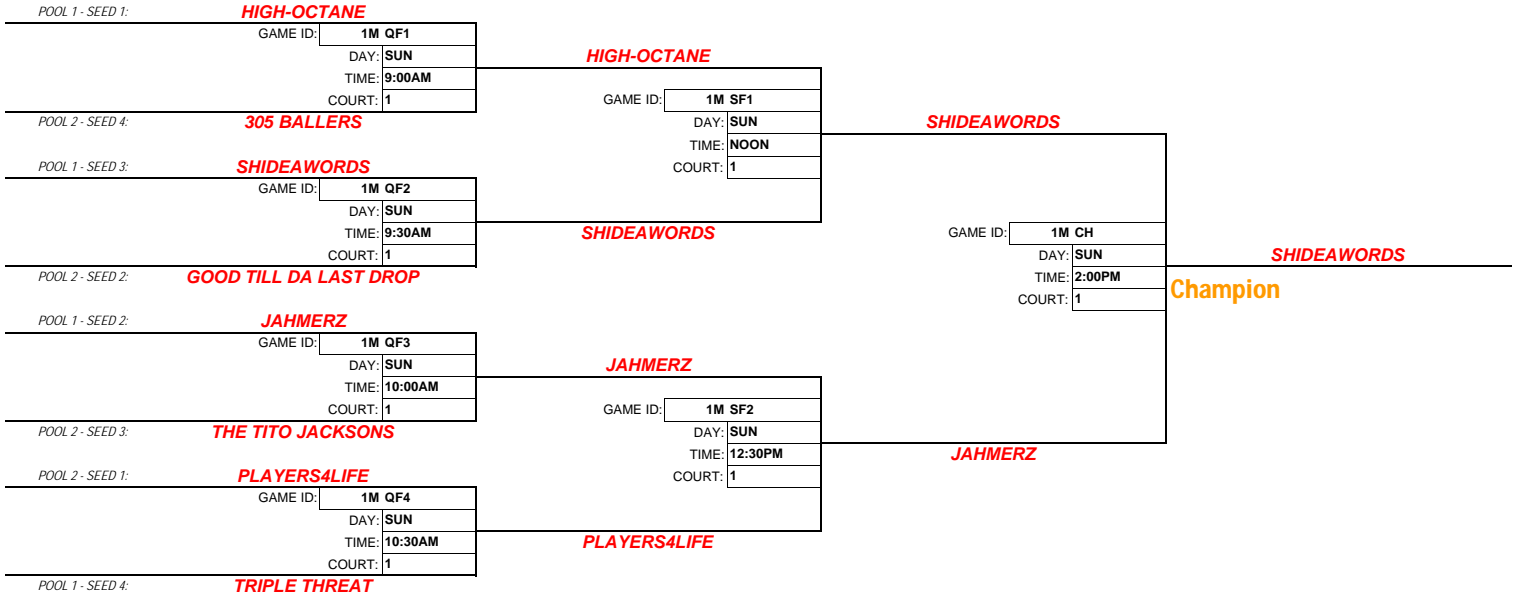 POOL 1 - SEED 1: HIGH-OCTANE
GAME ID: 1M QF1
DAY: SUN
TIME: 9:00AM
COURT: 1
POOL 2 - SEED 4: 305 BALLERS
POOL 1 - SEED 3: SHIDEAWORDS
GAME ID: 1M QF2
DAY: SUN
TIME: 9:30AM
COURT: 1
POOL 2 - SEED 2: GOOD TILL DA LAST DROP
POOL 1 - SEED 2: JAHMERZ
GAME ID: 1M QF3
DAY: SUN
TIME: 10:00AM
COURT: 1
POOL 2 - SEED 3: THE TITO JACKSONS
POOL 2 - SEED 1: PLAYERS4LIFE
GAME ID: 1M QF4
DAY: SUN
TIME: 10:30AM
COURT: 1
POOL 1 - SEED 4: TRIPLE THREAT
HIGH-OCTANE
GAME ID: 1M SF1
DAY: SUN
TIME: NOON
COURT: 1
SHIDEAWORDS
JAHMERZ
GAME ID: 1M SF2
DAY: SUN
TIME: 12:30PM
COURT: 1
PLAYERS4LIFE
SHIDEAWORDS
GAME ID: 1M CH
DAY: SUN
TIME: 2:00PM
COURT: 1
JAHMERZ
SHIDEAWORDS
Champion